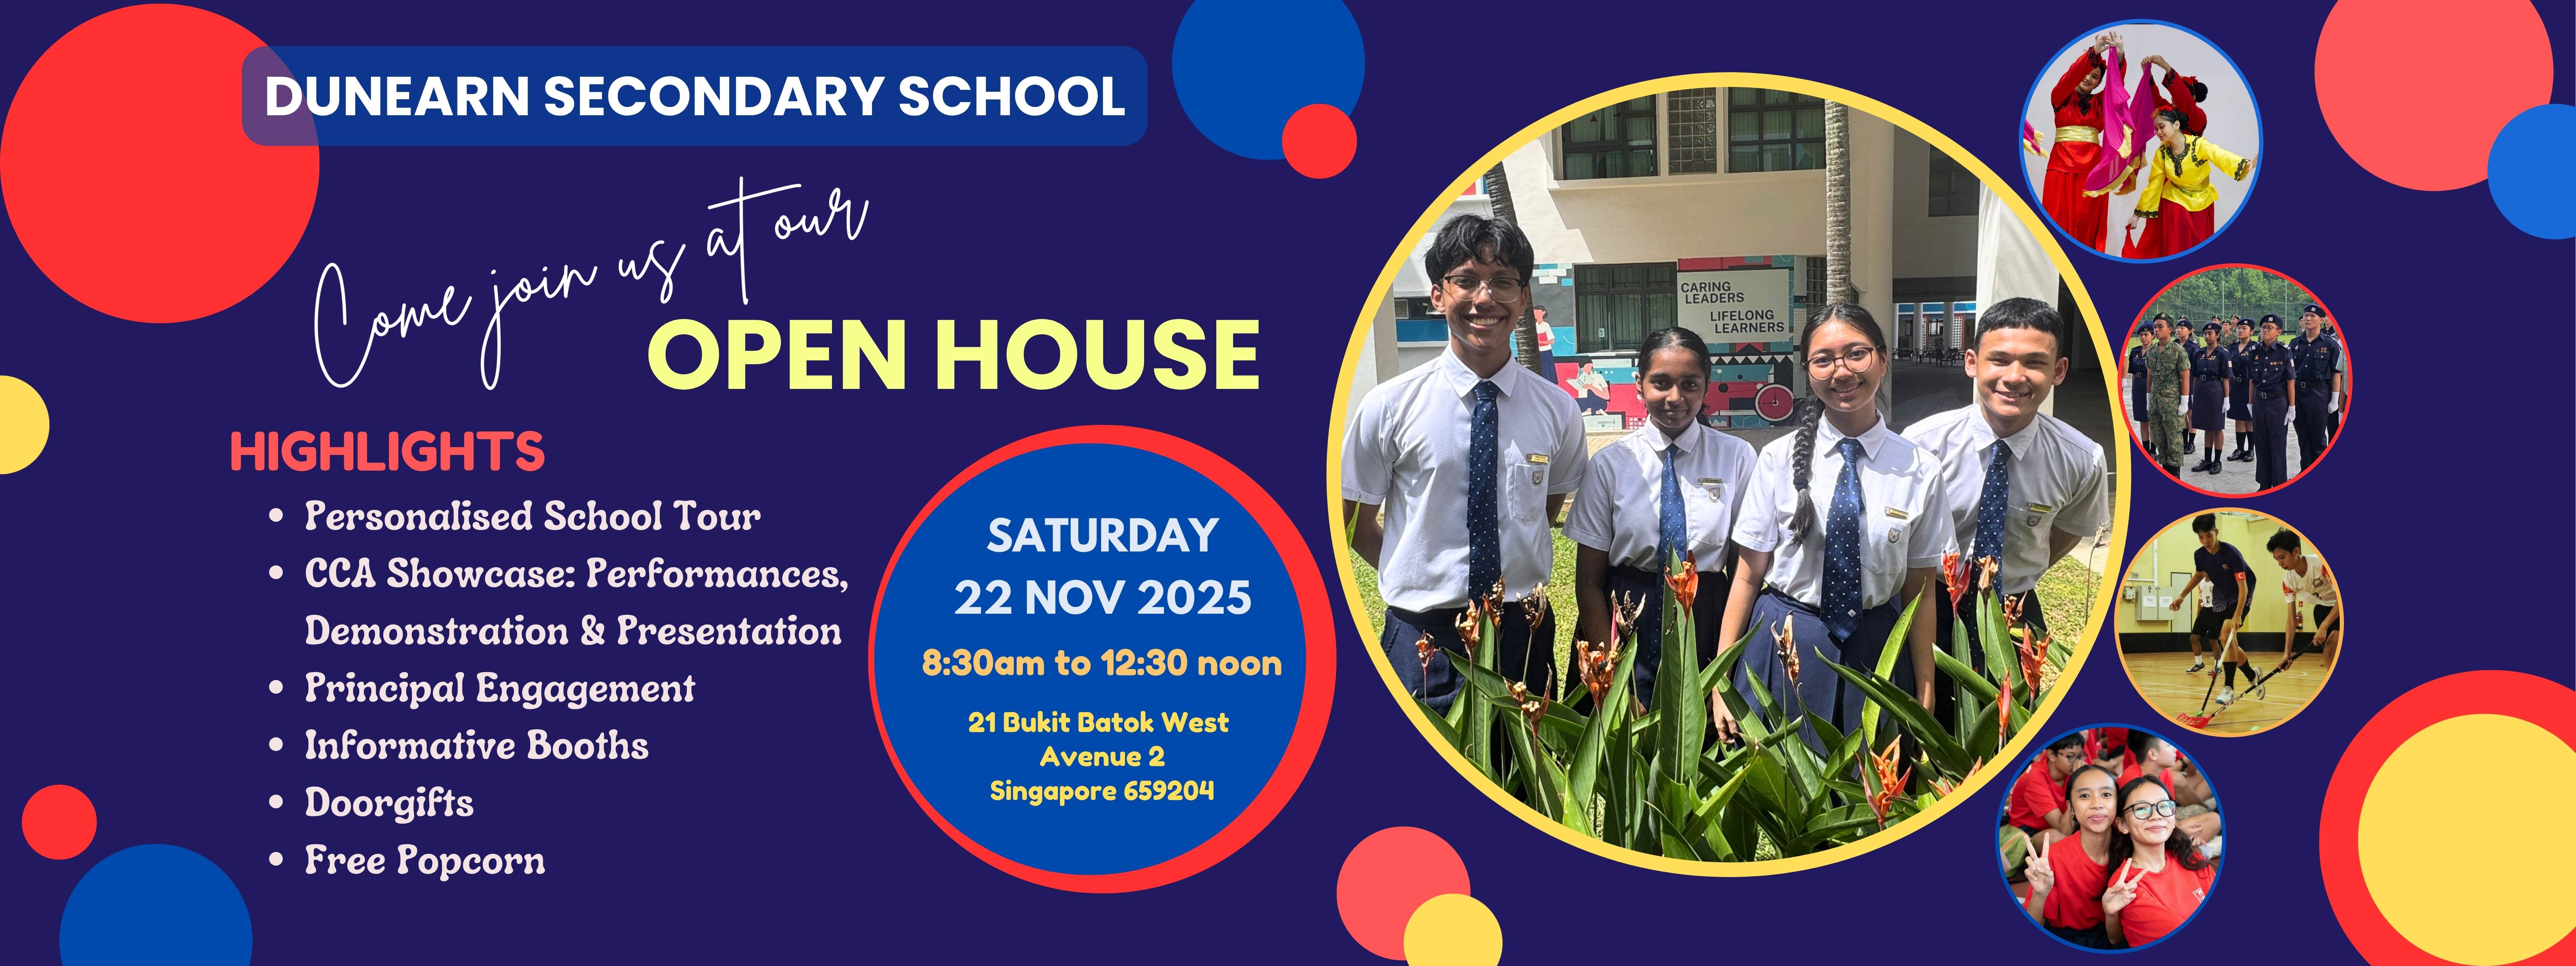 DUNEARN SECONDARY SCHOOL
Come join us at our
OPEN HOUSE
HIGHLIGHTS
• Personalised School Tour
• CCA Showcase: Performances,
Demonstration & Presentation
• Principal Engagement
• Informative Booths
• Doorgifts
• Free Popcorn
SATURDAY
22 NOV 2025
8:30am to 12:30 noon
21 Bukit Batok West
Avenue 2
Singapore 659204
CARING
LEADERS
LIFELONG
LEARNERS